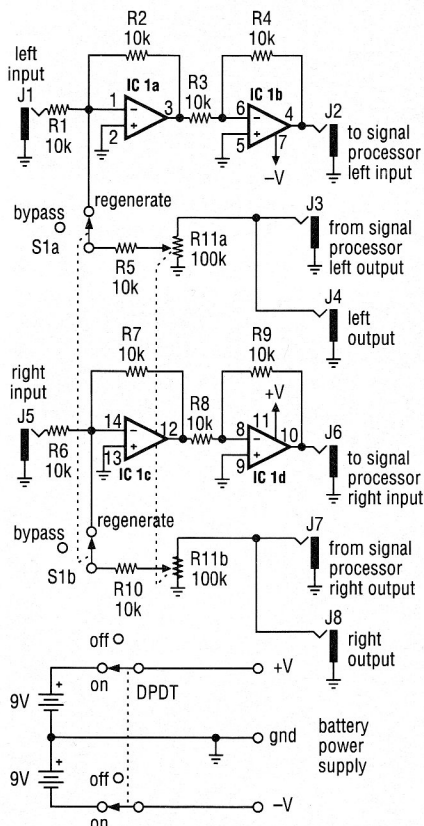 R2
10k
R4
10k
left
input
J1
R1
10k
1
2
IC 1a
3
R3
10k
6
5
IC 1b
4
7
–V
J2
to signal
processor
left input
bypass
regenerate
S1a
R5
10k
R11a
100k
J3
from signal
processor
left output
J4
left
output
R7
10k
R9
10k
right
input
J5
R6
10k
14
13
IC 1c
12
R8
10k
+V
11
8
9
10
IC 1d
J6
to signal
processor
right input
bypass
regenerate
S1b
R10
10k
R11b
100k
J7
from signal
processor
right output
J8
right
output
off
on
DPDT
+V
9V
+
gnd
battery
power
supply
9V
+
off
on
–V